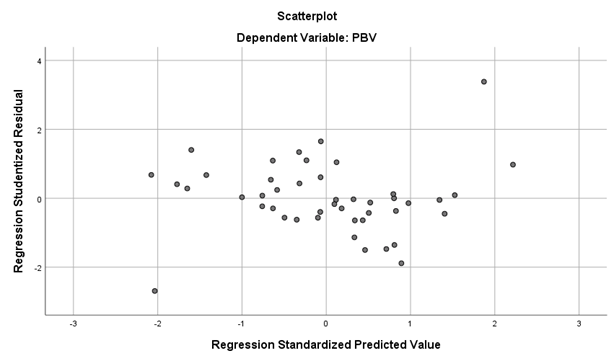 Scatterplot
Dependent Variable: PBV
Regression Studentized Residual
4
2
0
-2
-3 -2 -1 0 1 2 3
Regression Standardized Predicted Value